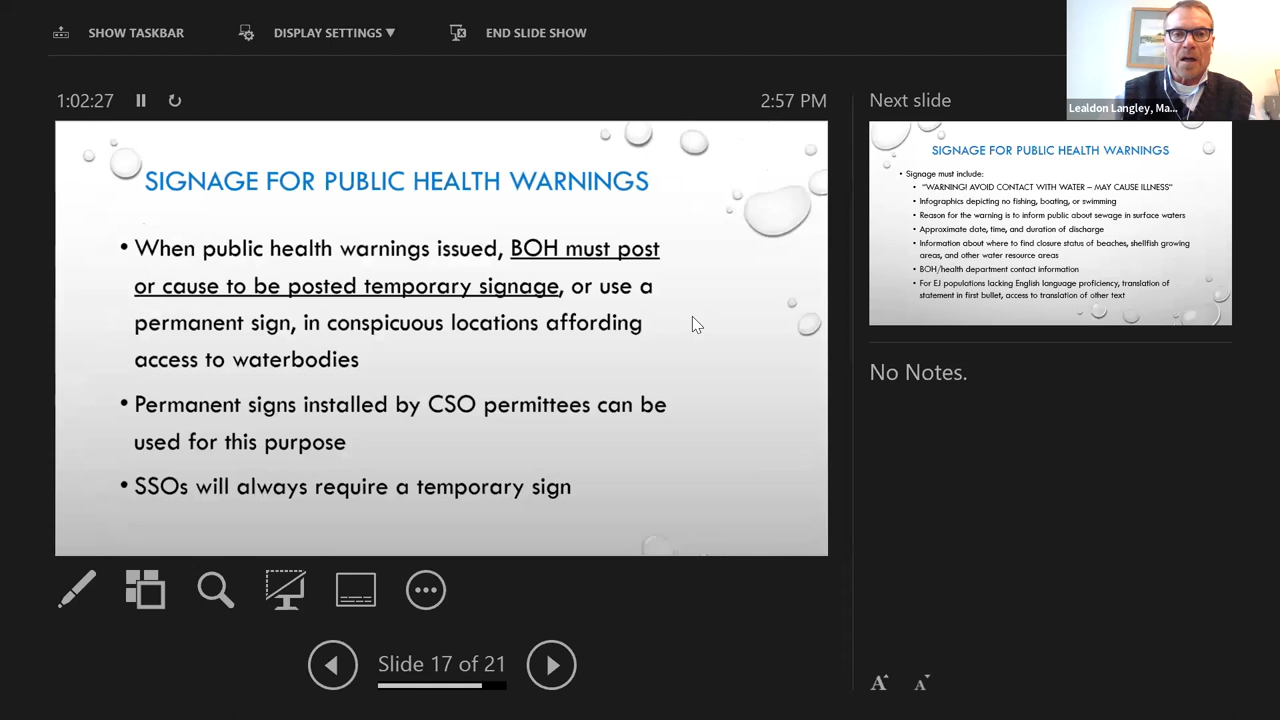 SHOW TASKBAR
DISPLAY SETTINGS ▼
END SLIDE SHOW
1:02:27
2:57 PM
SIGNAGE FOR PUBLIC HEALTH WARNINGS
• When public health warnings issued, BOH must post
or cause to be posted temporary signage, or use a
permanent sign, in conspicuous locations affording
access to waterbodies
• Permanent signs installed by CSO permittees can be
used for this purpose
• SSOs will always require a temporary sign
Slide 17 of 21
Next slide
Lealdon Langley, Ma...
SIGNAGE FOR PUBLIC HEALTH WARNINGS
• Signage must include:
• "WARNING! AVOID CONTACT WITH WATER – MAY CAUSE ILLNESS"
• Infographics depicting no fishing, boating, or swimming
• Reason for the warning is to inform public about sewage in surface waters
• Approximate date, time, and duration of discharge
• Information about where to find closure status of beaches, shellfish growing
areas, and other water resource areas
• BOH/health department contact information
• For EJ populations lacking English language proficiency, translation of
statement in first bullet, access to translation of other text
No Notes.
A A